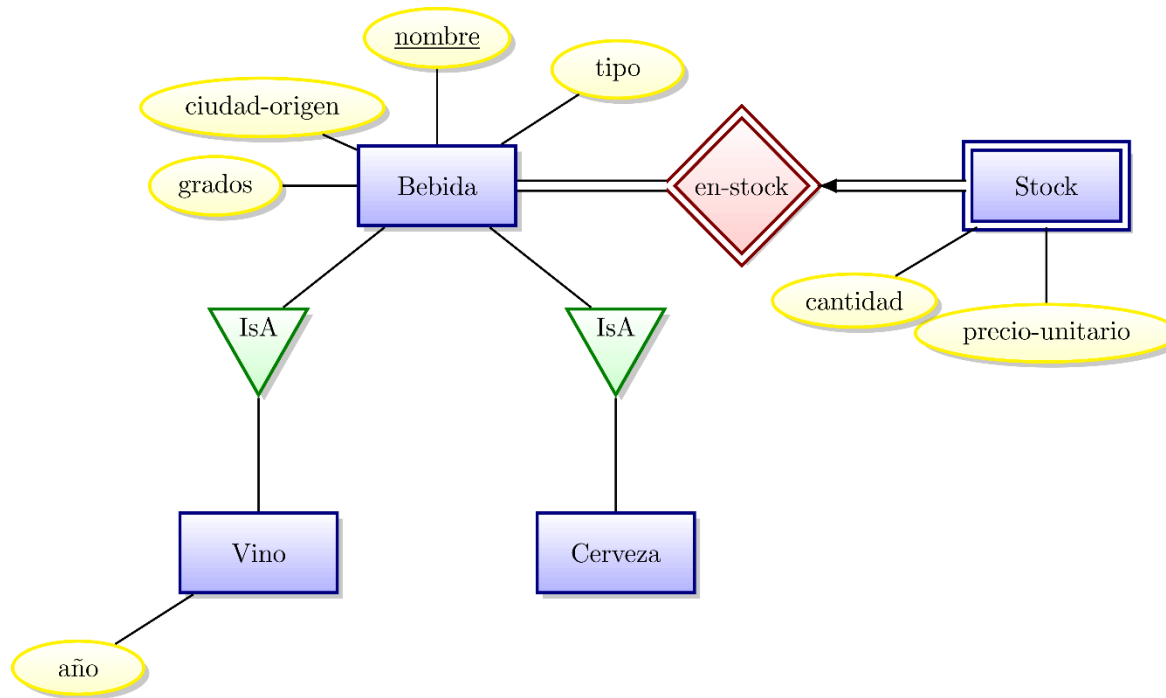 nombre
tipo
ciudad-origen
grados
Bebida
en-stock
Stock
cantidad
precio-unitario
IsA
IsA
Vino
Cerveza
año